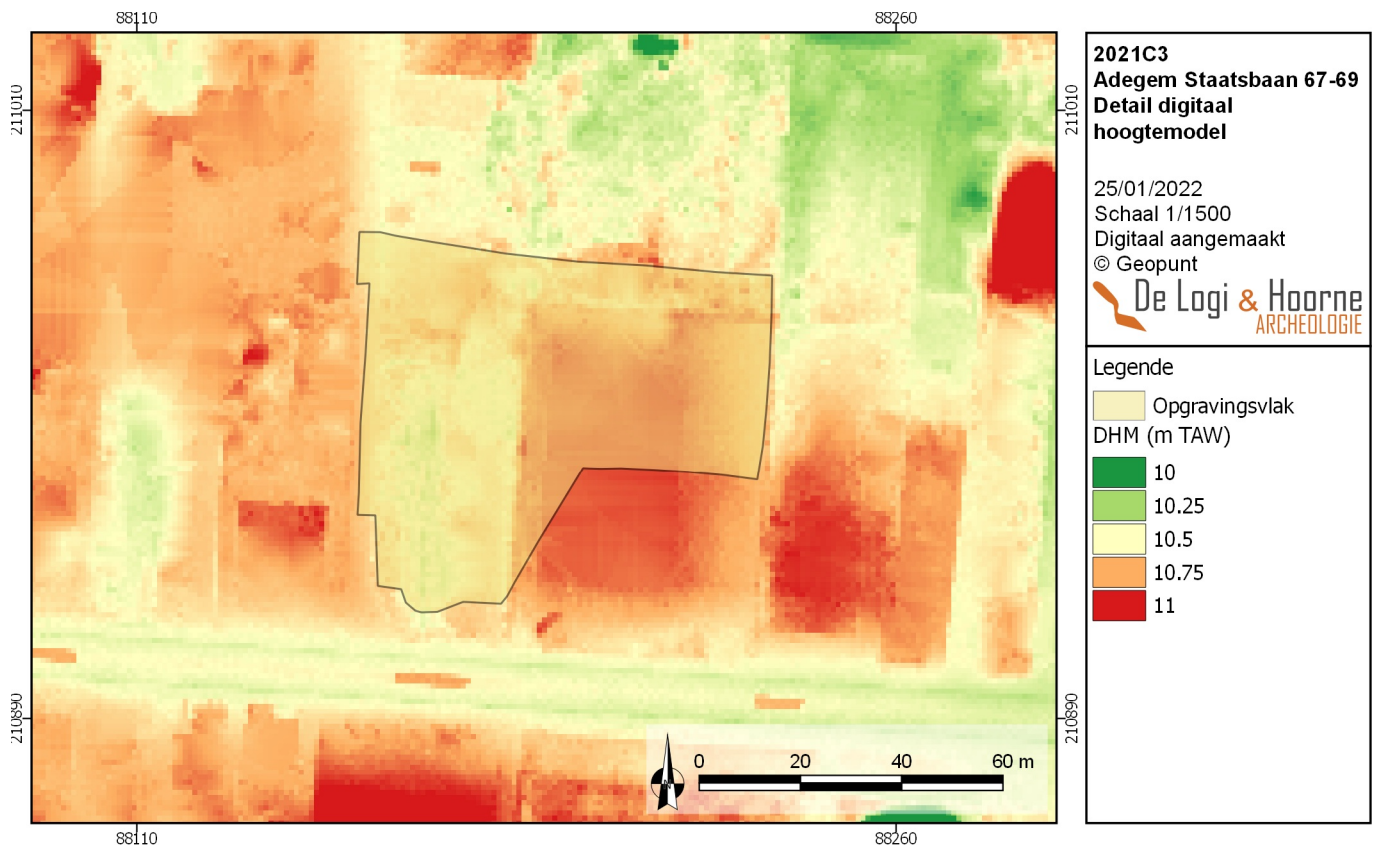 88110 88260
211010 211010
210890 210890
N
0 20 40 60 m
88110 88260
2021C3
Adegem Staatsbaan 67-69
Detail digitaal
hoogtemodel
25/01/2022
Schaal 1/1500
Digitaal aangemaakt
© Geopunt
De Logi & Hoorne
ARCHEOLOGIE
Legende
Opgravingsvlak
DHM (m TAW)
10
10.25
10.5
10.75
11